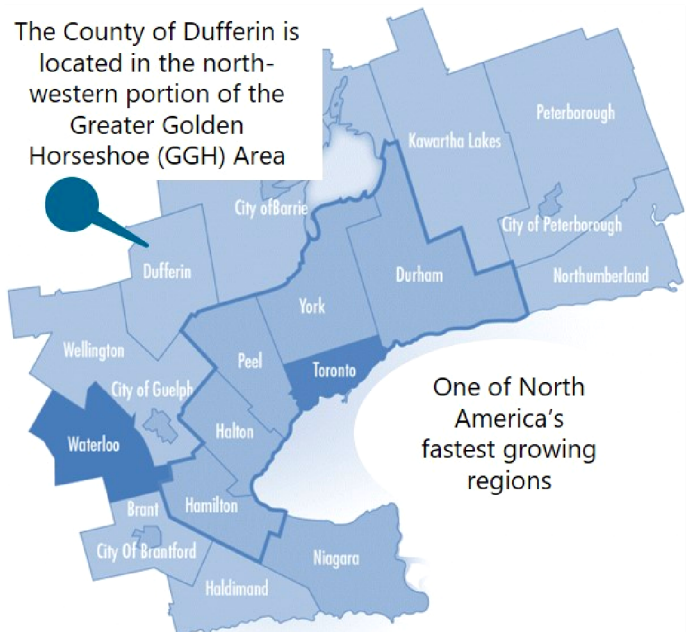 The County of Dufferin is
located in the north-
western portion of the
Greater Golden
Horseshoe (GGH) Area
Peterborough
Kawartha Lakes
City ofBarrie
City of Peterborough
Dufferin
Durham
Northumberland
York
Wellington
Peel
Toronto
City of Guelph
One of North
America's
fastest growing
regions
Halton
Waterloo
Brant
Hamilton
City Of Brantford
Niagara
Haldimand